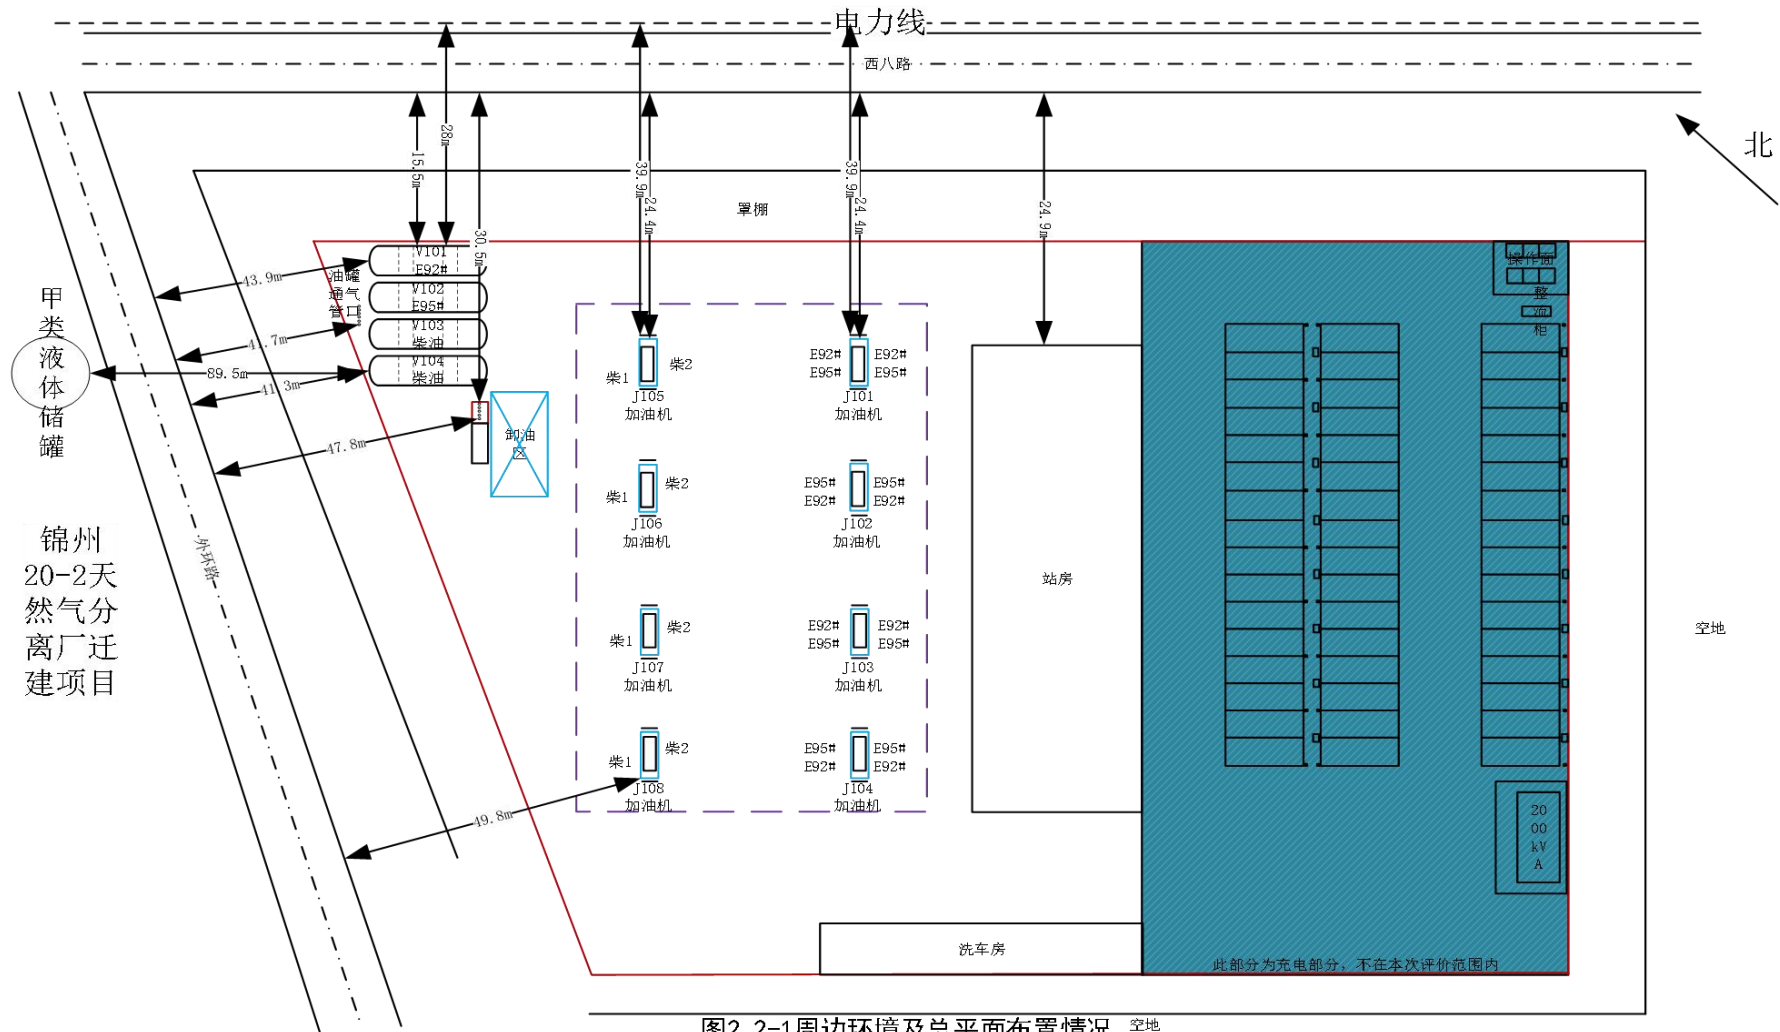 电力线
西八路
北
28m
15.5m
30.5m
39.9m
24.4m
39.9m
24.4m
24.9m
罩棚
43.9m
油罐
通气
管口
V101
E92#
V102
E95#
V103
柴油
V104
柴油
41.7m
89.5m
41.3m
47.8m
甲
类
液
体
储
罐
卸油
区
柴1
柴2
J105
加油机
E92#
E95#
E92#
E95#
J101
加油机
柴1
柴2
J106
加油机
E95#
E92#
E95#
E92#
J102
加油机
柴1
柴2
J107
加油机
E92#
E95#
E92#
E95#
J103
加油机
柴1
柴2
J108
加油机
E95#
E92#
E95#
E92#
J104
加油机
49.8m
锦州
20-2天
然气分
离厂迁
建项目
外环路
站房
操作面
整
流
柜
空地
20
00
kV
A
洗车房
此部分为充电部分，不在本次评价范围内
图2.2-1周边环境及总平面布置情况
空地